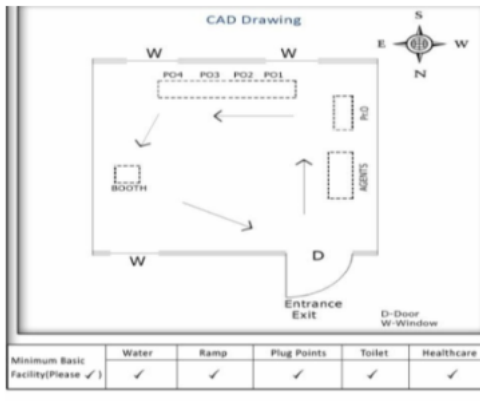 CAD Drawing
S
E W
N
W W
PO4 PO3 PO2 PO1
PrO
AGENTS
BOOTH
W
D
Entrance
Exit
D-Door
W-Window
Minimum Basic
Facility(Please ✓)
Water Ramp Plug Points Toilet Healthcare
✓ ✓ ✓ ✓ ✓